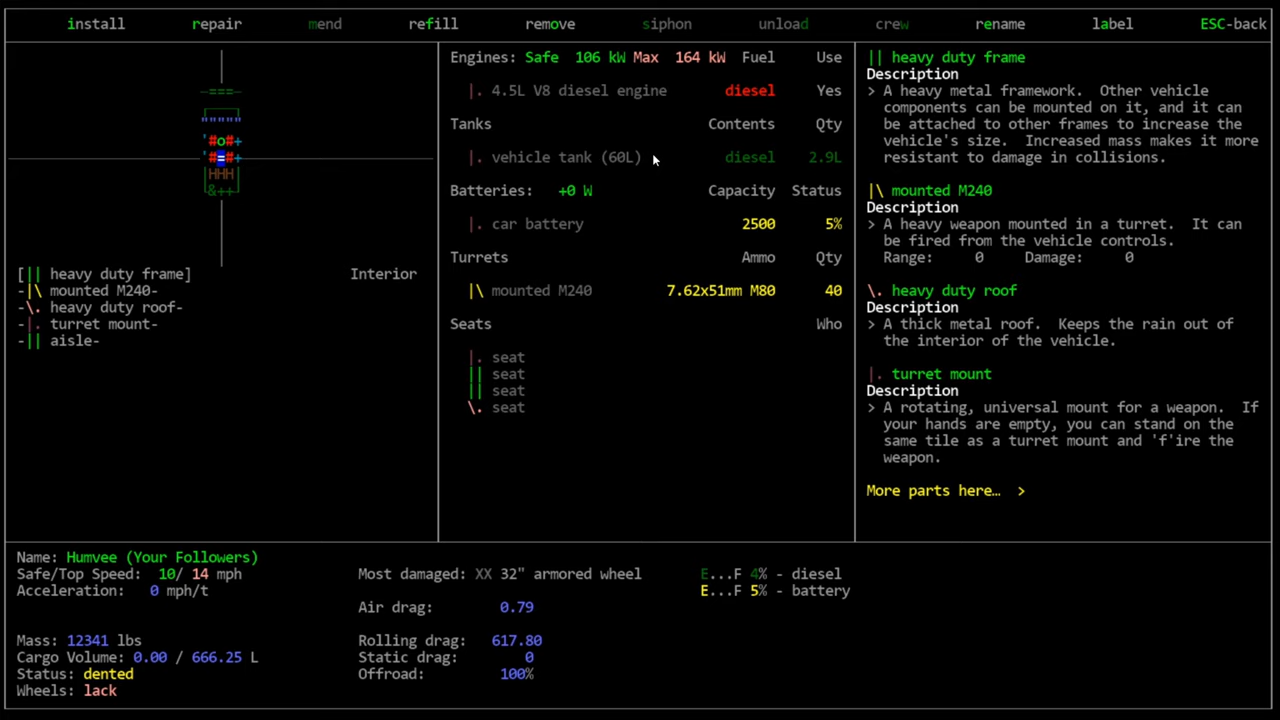 install repair mend refill remove siphon unload crew rename label ESC-back
Engines: Safe 106 kW Max 164 kW Fuel Use
|. 4.5L V8 diesel engine diesel Yes
Tanks Contents Qty
|. vehicle tank (60L) diesel 2.9L
Batteries: +0 W Capacity Status
|. car battery 2500 5%
Turrets Ammo Qty
|\ mounted M240 7.62x51mm M80 40
Seats Who
|. seat
|| seat
|| seat
\. seat
|| heavy duty frame
Description
> A heavy metal framework. Other vehicle
components can be mounted on it, and it can
be attached to other frames to increase the
vehicle's size. Increased mass makes it more
resistant to damage in collisions.
|\ mounted M240
Description
> A heavy weapon mounted in a turret. It can
be fired from the vehicle controls.
Range: 0 Damage: 0
\. heavy duty roof
Description
> A thick metal roof. Keeps the rain out of
the interior of the vehicle.
|. turret mount
Description
> A rotating, universal mount for a weapon. If
your hands are empty, you can stand on the
same tile as a turret mount and 'f'ire the
weapon.
More parts here… >
-===-
"""""
'#o#+
'#=#+
|HHH|
|&++|
[|| heavy duty frame] Interior
-|\ mounted M240-
-\. heavy duty roof-
-|. turret mount-
-|| aisle-
Name: Humvee (Your Followers)
Safe/Top Speed: 10/ 14 mph
Acceleration: 0 mph/t
Mass: 12341 lbs
Cargo Volume: 0.00 / 666.25 L
Status: dented
Wheels: lack
Most damaged: XX 32" armored wheel
Air drag: 0.79
Rolling drag: 617.80
Static drag: 0
Offroad: 100%
E...F 4% - diesel
E...F 5% - battery